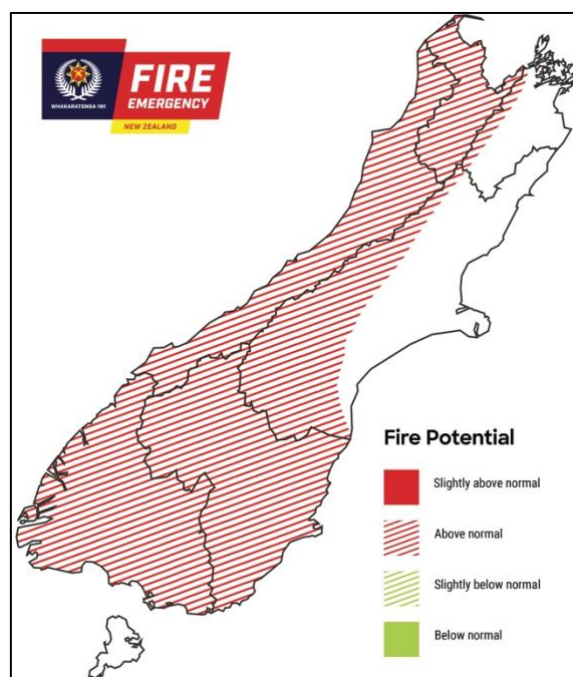 FIRE
EMERGENCY
WHAKARATONGA IWI
NEW ZEALAND
Fire Potential
Slightly above normal
Above normal
Slightly below normal
Below normal